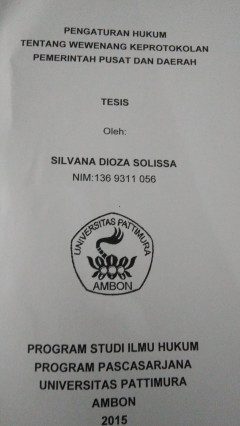 PENGATURAN HUKUM
TENTANG WEWENANG KEPROTOKOLAN
PEMERINTAH PUSAT DAN DAERAH
TESIS
Oleh:
SILVANA DIOZA SOLISSA
NIM:136 9311 056
UNIVERSITAS PATTIMURA
AMBON
PROGRAM STUDI ILMU HUKUM
PROGRAM PASCASARJANA
UNIVERSITAS PATTIMURA
AMBON
2015